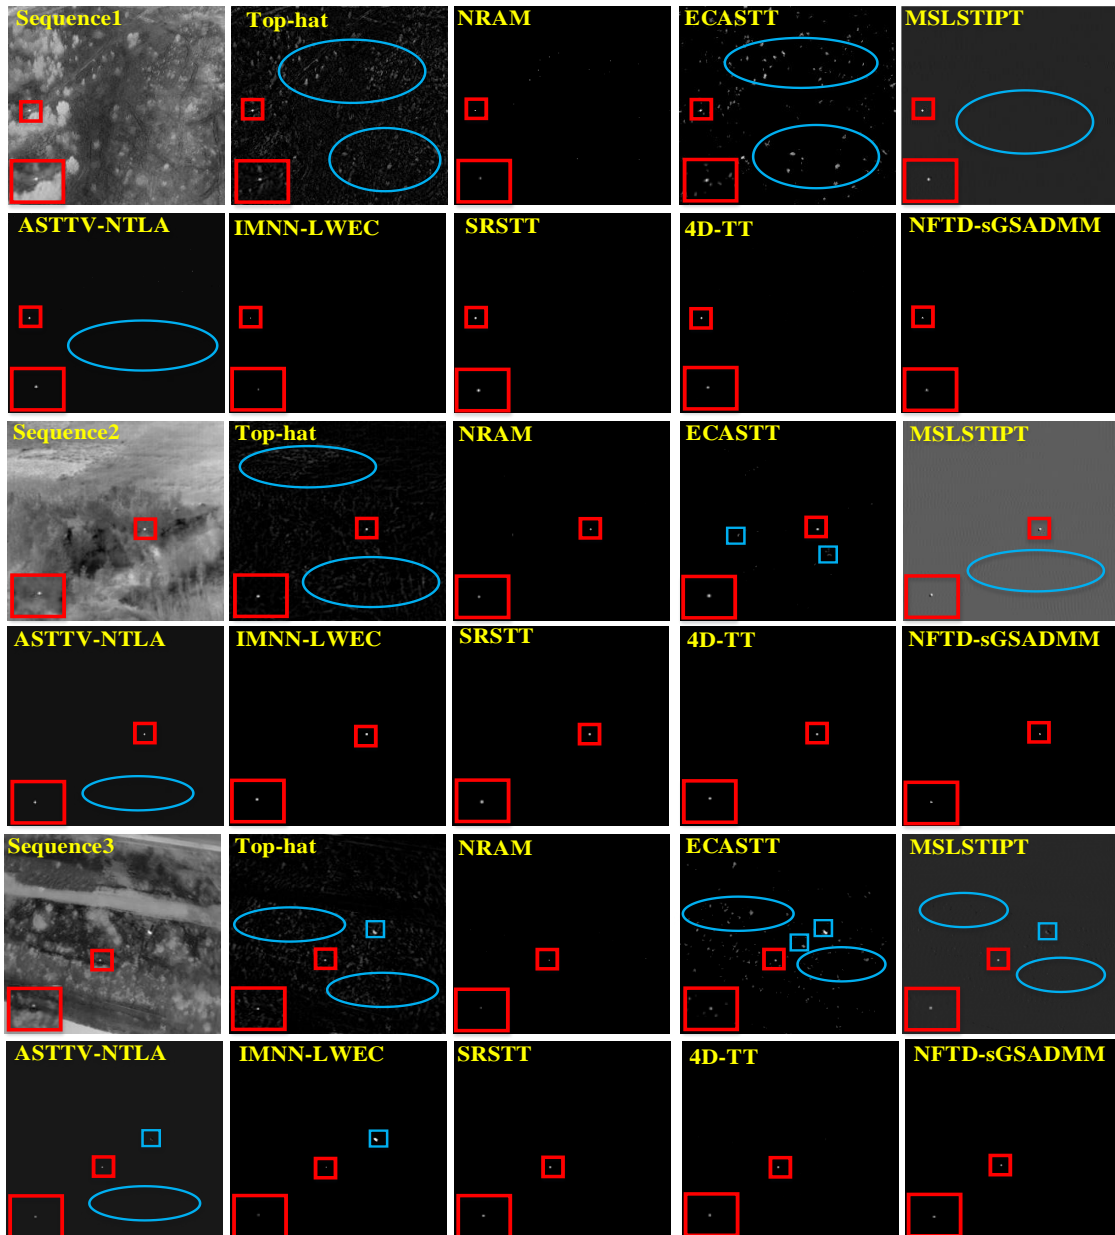 Sequence1
Top-hat
NRAM
ECASTT
MSLSTIPT
ASTTV-NTLA
IMNN-LWEC
SRSTT
4D-TT
NFTD-sGSADMM
Sequence2
Top-hat
NRAM
ECASTT
MSLSTIPT
ASTTV-NTLA
IMNN-LWEC
SRSTT
4D-TT
NFTD-sGSADMM
Sequence3
Top-hat
NRAM
ECASTT
MSLSTIPT
ASTTV-NTLA
IMNN-LWEC
SRSTT
4D-TT
NFTD-sGSADMM